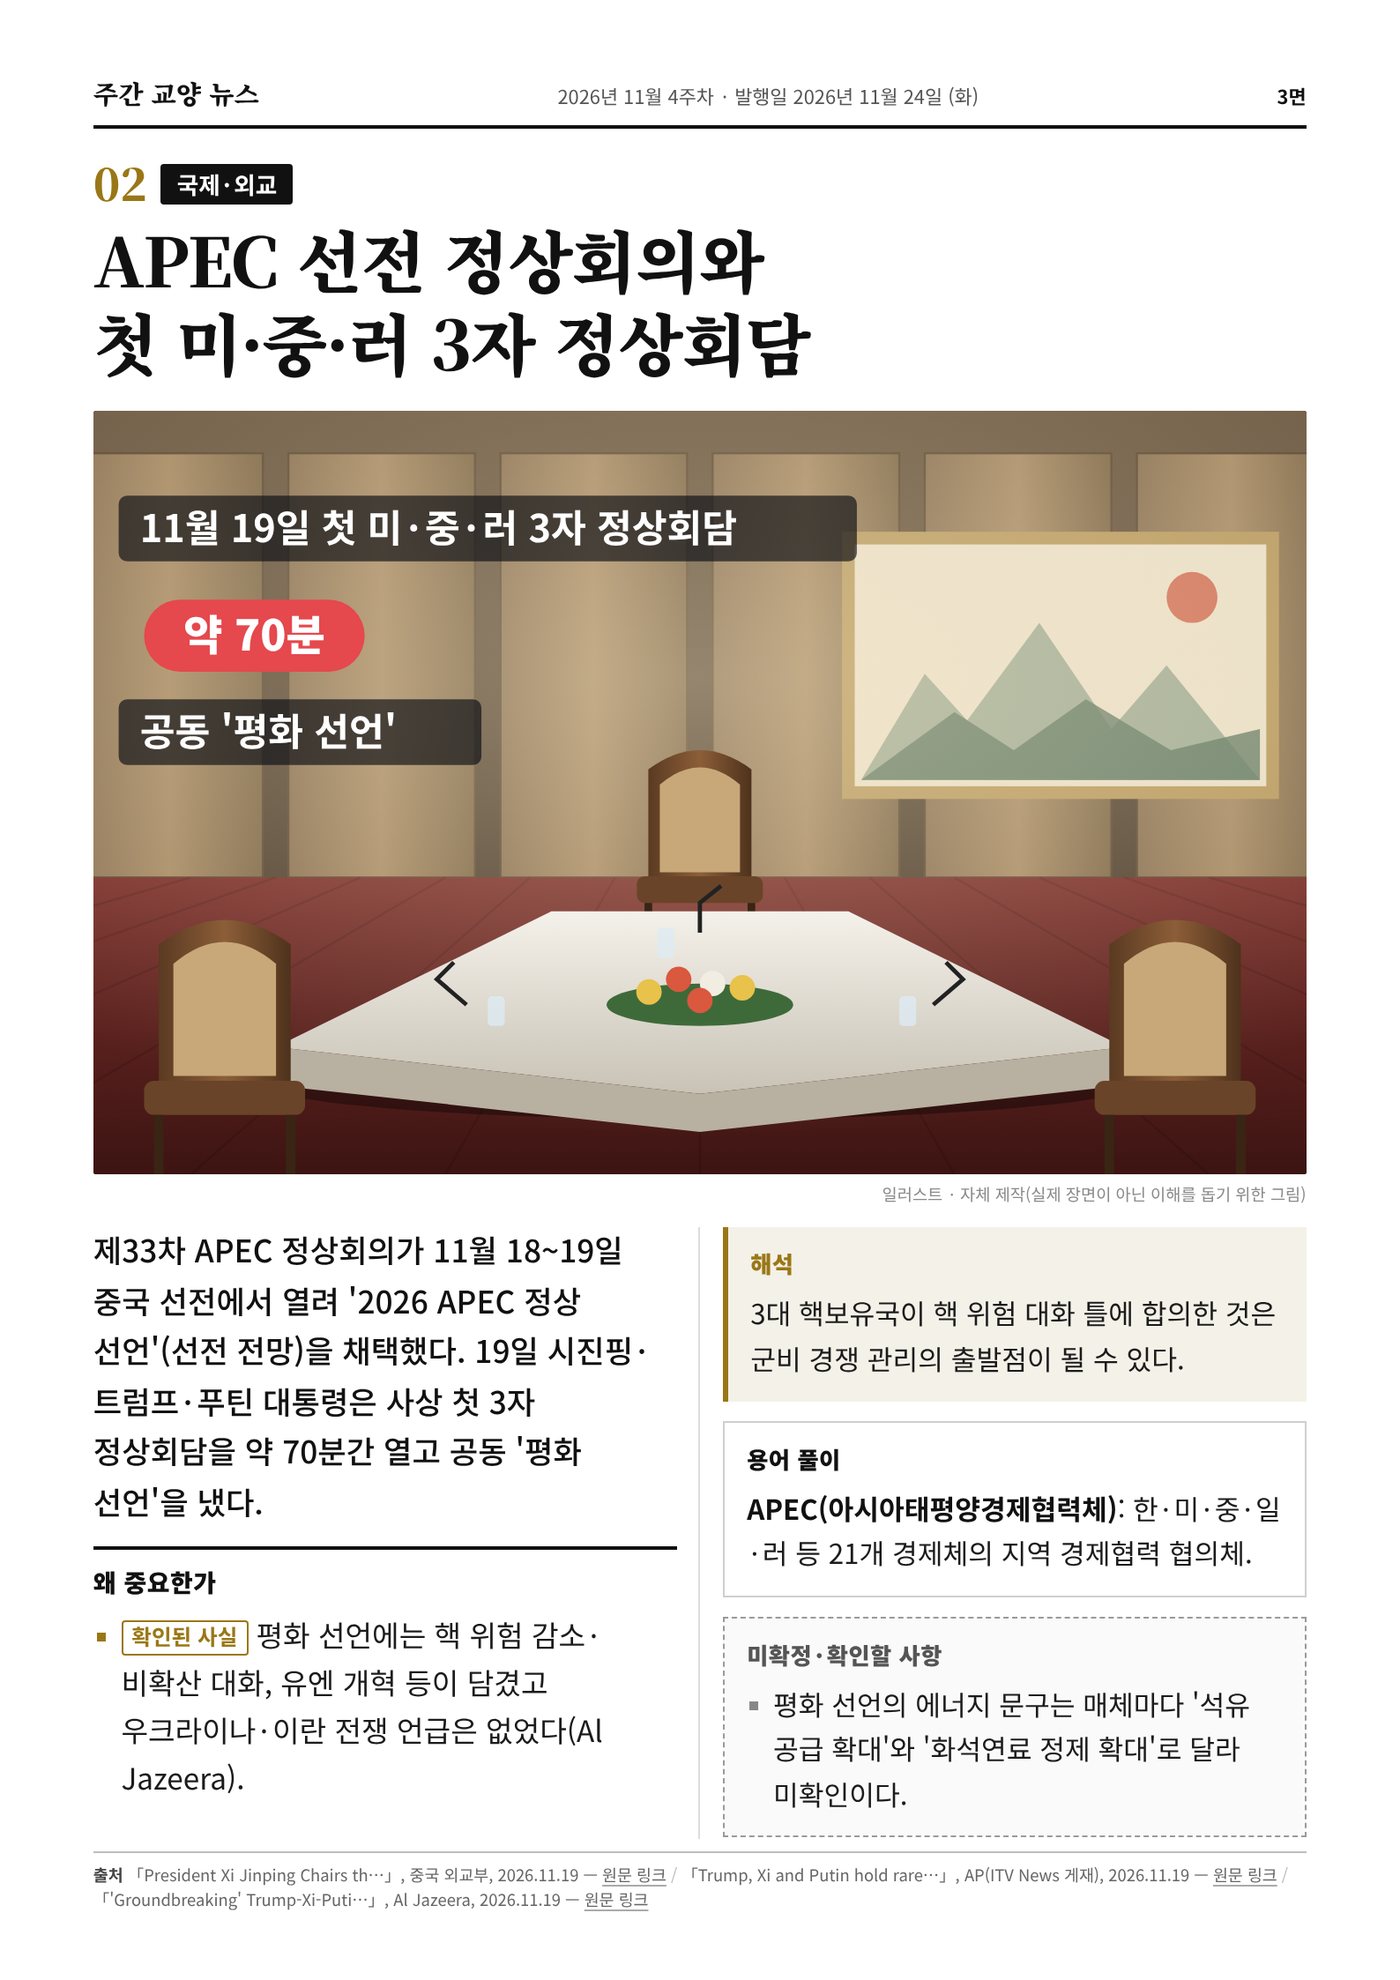 주간 교양 뉴스
2026년 11월 4주차 · 발행일 2026년 11월 24일 (화)
3면
02 국제·외교
APEC 선전 정상회의와
첫 미·중·러 3자 정상회담
11월 19일 첫 미·중·러 3자 정상회담
약 70분
공동 '평화 선언'
일러스트 · 자체 제작(실제 장면이 아닌 이해를 돕기 위한 그림)
제33차 APEC 정상회의가 11월 18~19일
중국 선전에서 열려 '2026 APEC 정상
선언'(선전 전망)을 채택했다. 19일 시진핑·
트럼프·푸틴 대통령은 사상 첫 3자
정상회담을 약 70분간 열고 공동 '평화
선언'을 냈다.
왜 중요한가
▪ 확인된 사실 평화 선언에는 핵 위험 감소·
비확산 대화, 유엔 개혁 등이 담겼고
우크라이나·이란 전쟁 언급은 없었다(Al
Jazeera).
해석
3대 핵보유국이 핵 위험 대화 틀에 합의한 것은
군비 경쟁 관리의 출발점이 될 수 있다.
용어 풀이
APEC(아시아태평양경제협력체): 한·미·중·일
·러 등 21개 경제체의 지역 경제협력 협의체.
미확정·확인할 사항
▪ 평화 선언의 에너지 문구는 매체마다 '석유
공급 확대'와 '화석연료 정제 확대'로 달라
미확인이다.
출처 「President Xi Jinping Chairs th…」, 중국 외교부, 2026.11.19 — 원문 링크 / 「Trump, Xi and Putin hold rare…」, AP(ITV News 게재), 2026.11.19 — 원문 링크 /
「'Groundbreaking' Trump-Xi-Puti…」, Al Jazeera, 2026.11.19 — 원문 링크